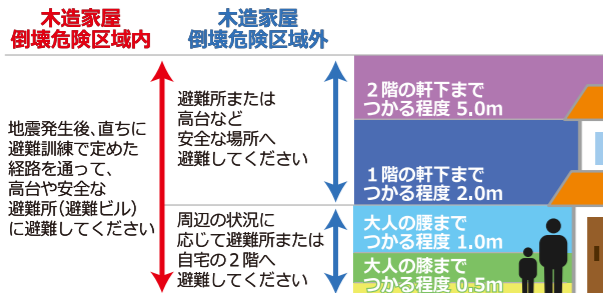 木造家屋
倒壊危険区域内
木造家屋
倒壊危険区域外
地震発生後、直ちに
避難訓練で定めた
経路を通って、
高台や安全な
避難所(避難ビル)
に避難してください
避難所または
高台など
安全な場所へ
避難してください
周辺の状況に
応じて避難所または
自宅の2階へ
避難してください
2階の軒下まで
つかる程度 5.0m
1階の軒下まで
つかる程度 2.0m
大人の腰まで
つかる程度 1.0m
大人の膝まで
つかる程度 0.5m